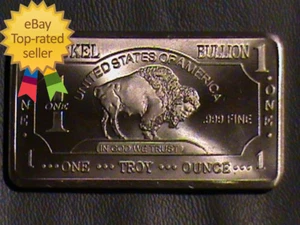 eBay
Top-rated
seller
KEL BULLION
1
UNITED STATES OF AMERICA
ONE
1
ONE
.999 FINE
IN GOD WE TRUST
1 ···ONE···TROY···OUNCE··· 1